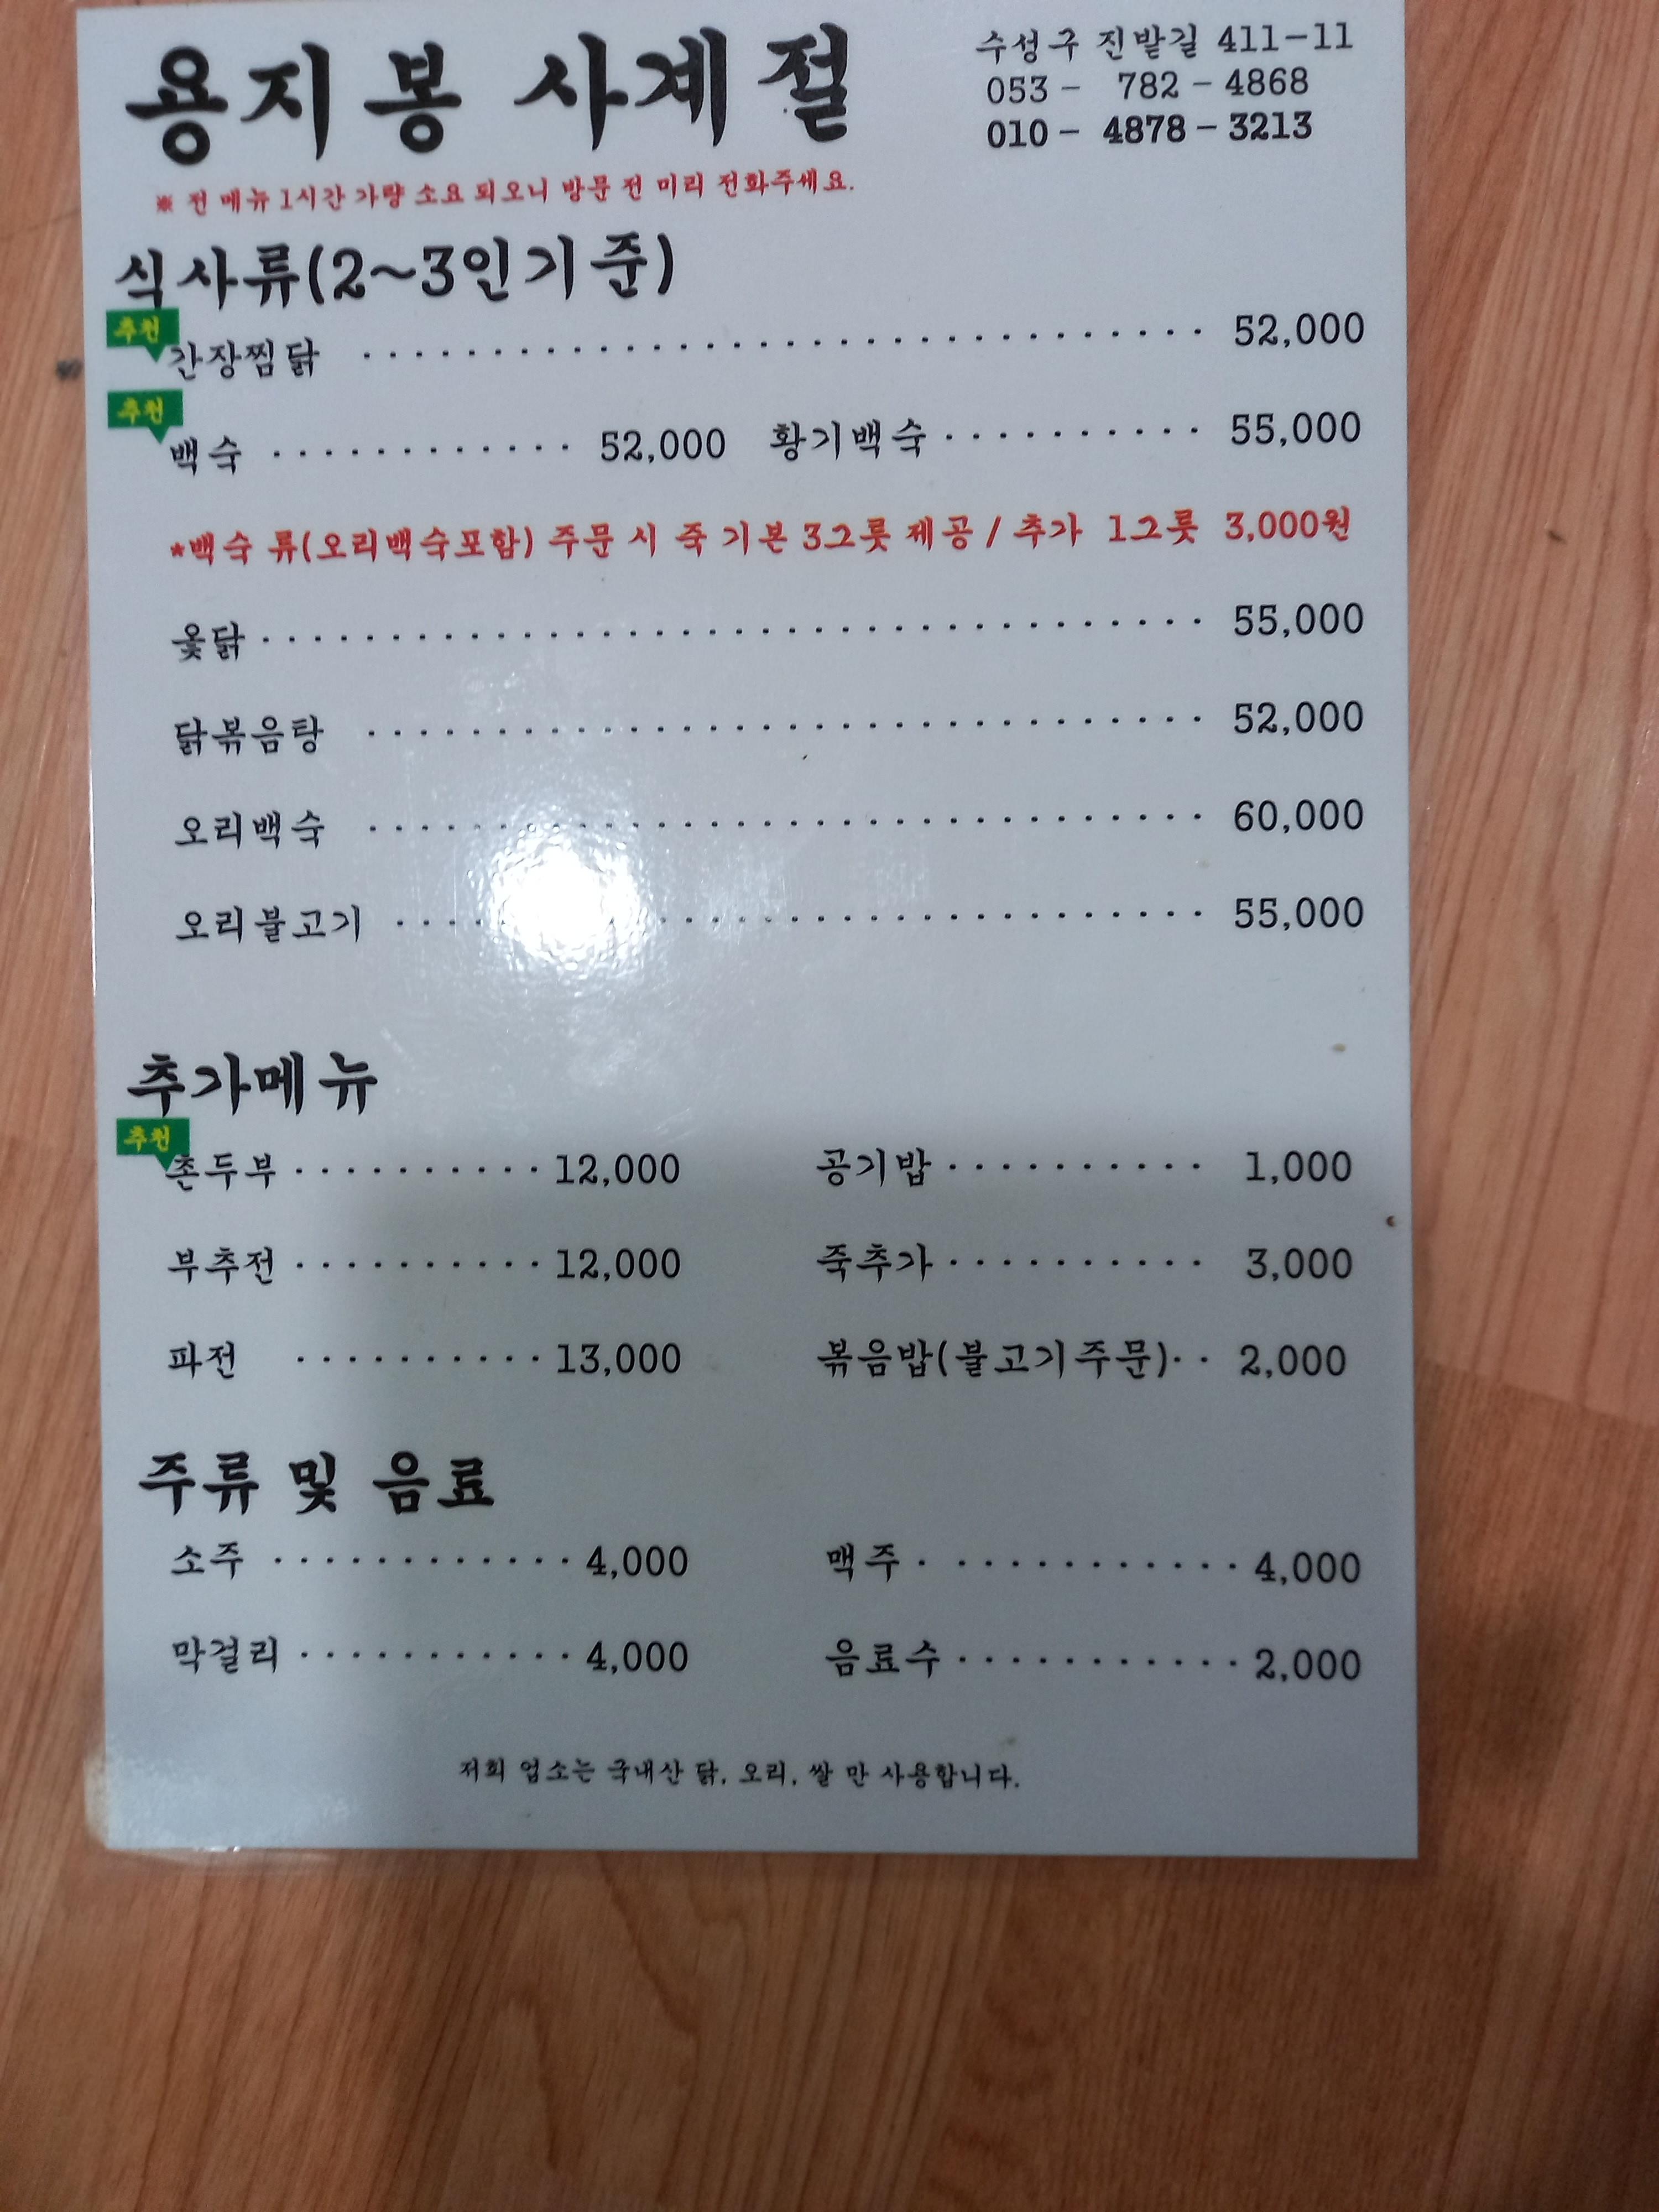 용지봉 사계절
수성구 진밭길 411-11
053 - 782 - 4868
010 - 4878 - 3213
※ 전 메뉴 1시간 가량 소요 되오니 방문 전 미리 전화주세요.
식사류(2~3인기준)
추천
간장찜닭 52,000
추천
백숙 52,000 황기백숙 55,000
*백숙 류(오리백숙포함) 주문 시 죽 기본 3그릇 제공 / 추가 1그릇 3,000원
옻닭 55,000
닭볶음탕 52,000
오리백숙 60,000
오리불고기 55,000
추가메뉴
추천
촌두부 12,000 공기밥 1,000
부추전 12,000 죽추가 3,000
파전 13,000 볶음밥(불고기주문) 2,000
주류 및 음료
소주 4,000 맥주 4,000
막걸리 4,000 음료수 2,000
저희 업소는 국내산 닭, 오리, 쌀 만 사용합니다.